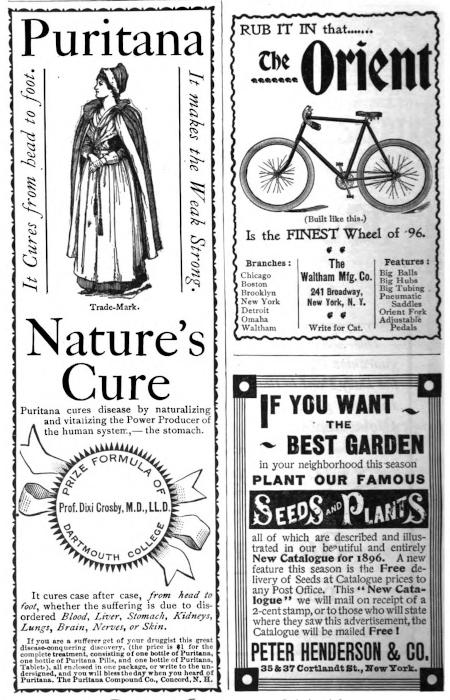 Puritana
It Cures from head to foot.
It makes the Weak Strong.
Trade-Mark.
Nature's
Cure
Puritana cures disease by naturalizing
and vitalizing the Power Producer of
the human system,—the stomach.
PRIZE FORMULA OF
Prof. Dixi Crosby, M.D., LL.D.
DARTMOUTH COLLEGE
It cures case after case, from head to
foot, whether the suffering is due to dis-
ordered Blood, Liver, Stomach, Kidneys,
Lungs, Brain, Nerves, or Skin.
If you are a sufferer get of your druggist this great
disease-conquering discovery, (the price is $1 for the
complete treatment, consisting of one bottle of Puritana,
one bottle of Puritana Pills, and one bottle of Puritana
Tablets), all enclosed in one package, or write to the un-
dersigned, and you will bless the day when you heard of
Puritana. The Puritana Compound Co., Concord, N. H.
RUB IT IN that.......
The Orient
(Built like this.)
Is the FINEST Wheel of '96.
Branches:
Chicago
Boston
Brooklyn
New York
Detroit
Omaha
Waltham
The
Waltham Mfg. Co.
241 Broadway,
New York, N. Y.
Write for Cat.
Features:
Big Balls
Big Hubs
Big Tubing
Pneumatic
Saddles
Orient Fork
Adjustable
Pedals
IF YOU WANT
THE
BEST GARDEN
in your neighborhood this season
PLANT OUR FAMOUS
SEEDS AND PLANTS
all of which are described and illus-
trated in our beautiful and entirely
New Catalogue for 1896. A new
feature this season is the Free de-
livery of Seeds at Catalogue prices to
any Post Office. This "New Cata-
logue" we will mail on receipt of a
2-cent stamp, or to those who will state
where they saw this advertisement, the
Catalogue will be mailed Free!
PETER HENDERSON & CO.
35 & 37 Cortlandt St., New York.